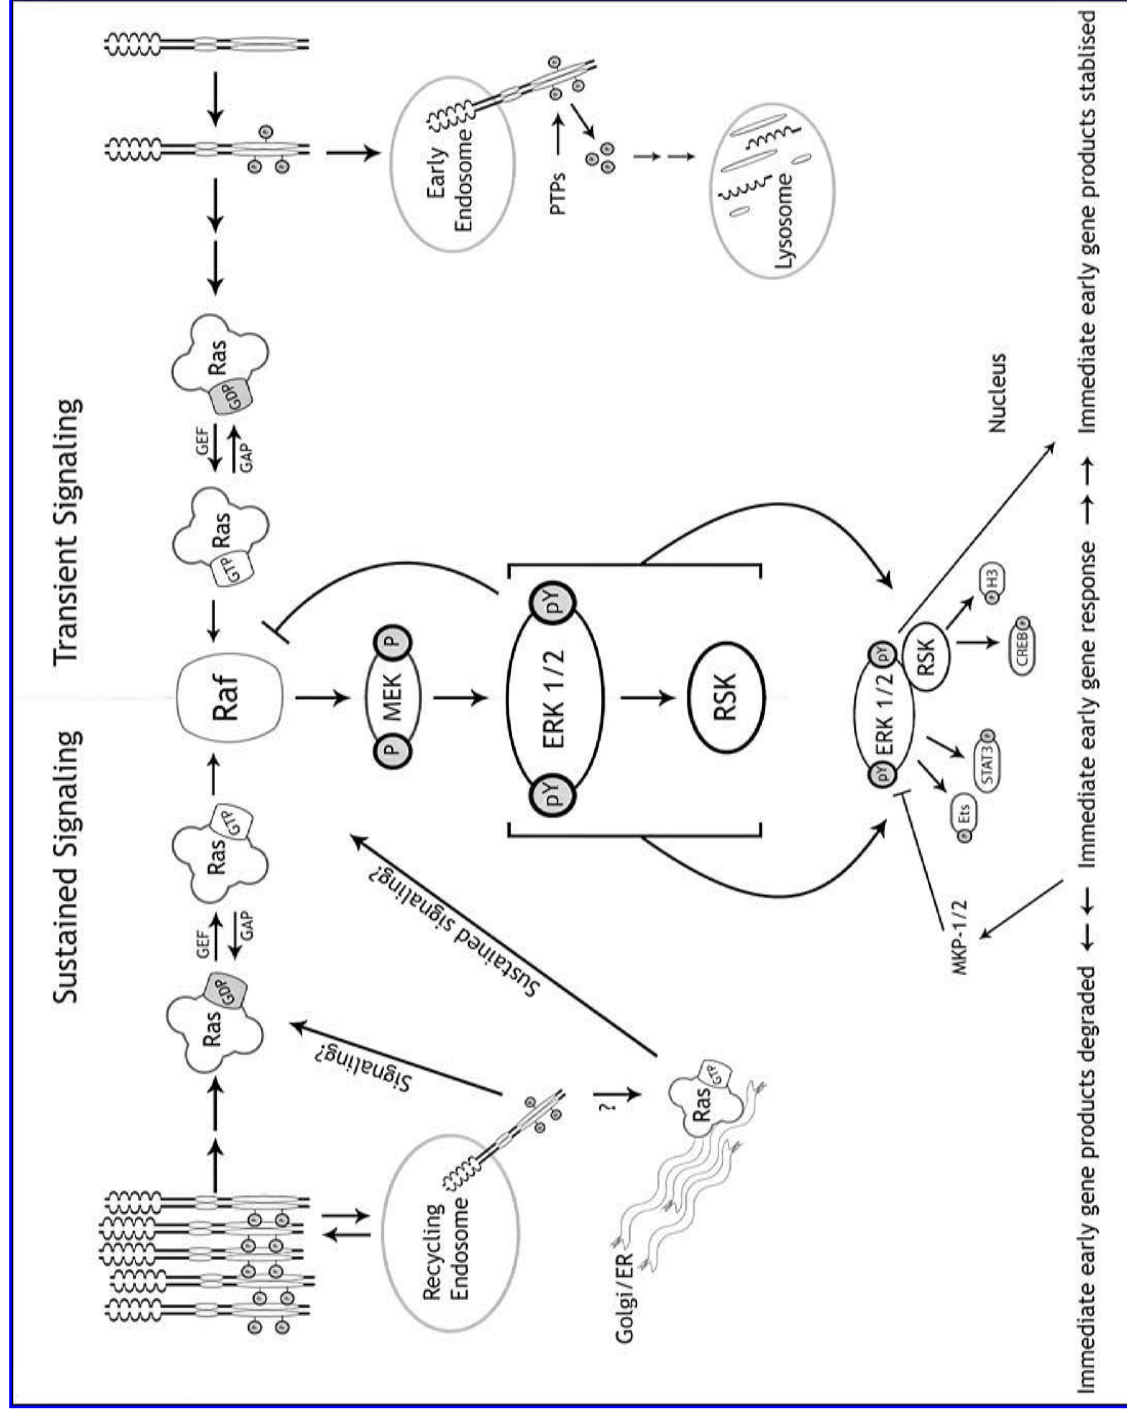 Sustained Signaling
Transient Signaling
Ras
GDP
GEF
GAP
Ras
GTP
Raf
Ras
GTP
GEF
GAP
Ras
GDP
P
P
P
P
P
P
P
P
P
P
P
P
P
Recycling
Endosome
P
P
P
Signaling?
?
Golgi/ER
Ras
GTP
Sustained signaling?
P
MEK
P
pY
ERK 1/2
pY
RSK
Early
Endosome
P
P
P
PTPs
P
P
P
Lysosome
pY
ERK 1/2
pY
RSK
P
Ets
STAT3
P
CREB
P
P
H3
Nucleus
MKP-1/2
Immediate early gene products degraded
Immediate early gene response
Immediate early gene products stablised